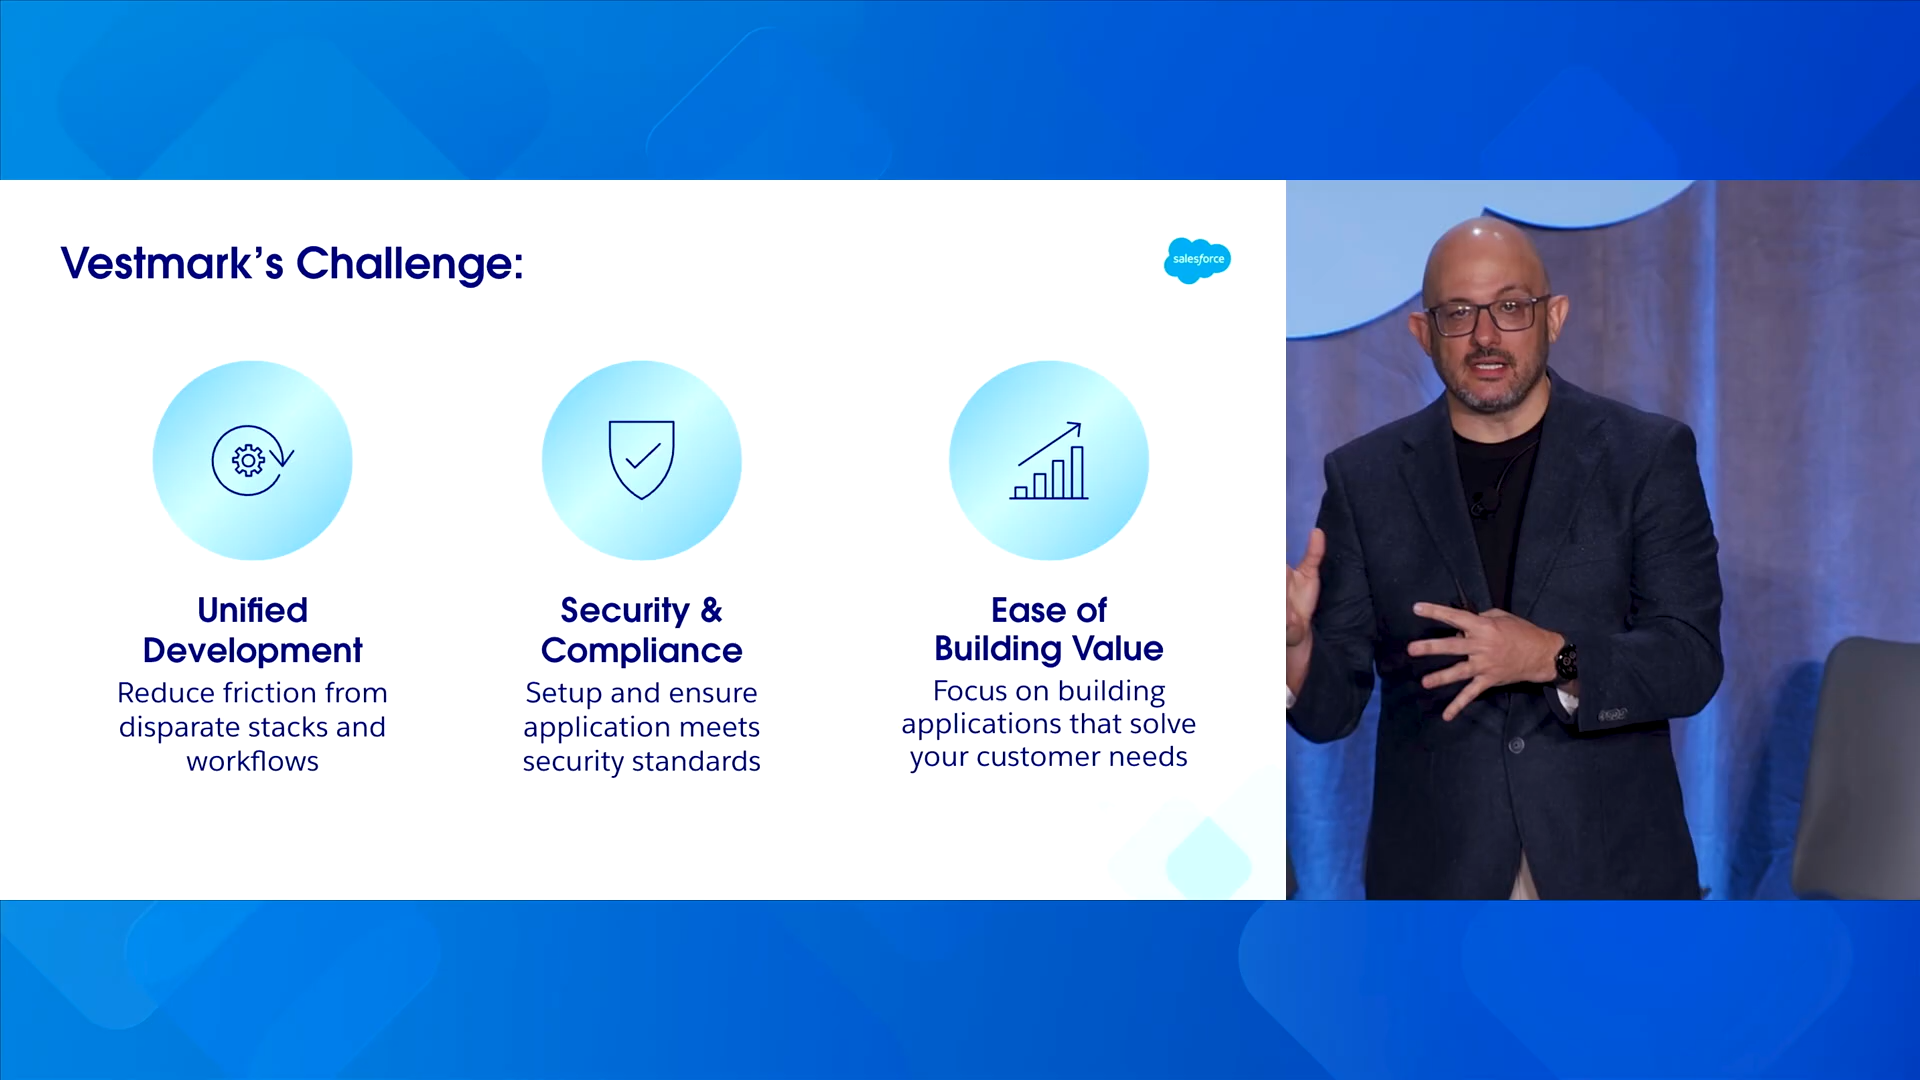 Vestmark’s Challenge:
salesforce
Unified
Development
Reduce friction from
disparate stacks and
workflows
Security &
Compliance
Setup and ensure
application meets
security standards
Ease of
Building Value
Focus on building
applications that solve
your customer needs